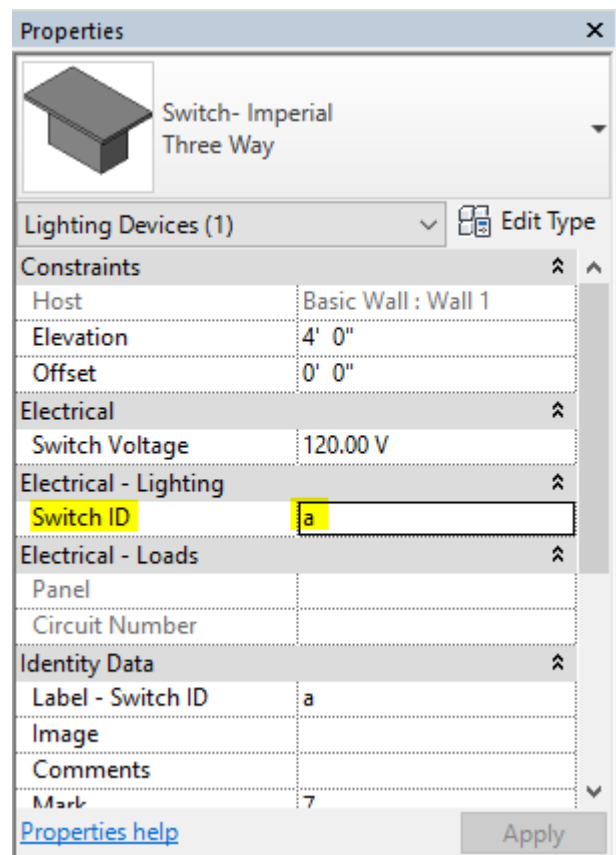 Properties
Switch- Imperial
Three Way
Lighting Devices (1) Edit Type
Constraints
Host Basic Wall : Wall 1
Elevation 4' 0"
Offset 0' 0"
Electrical
Switch Voltage 120.00 V
Electrical - Lighting
Switch ID a
Electrical - Loads
Panel
Circuit Number
Identity Data
Label - Switch ID a
Image
Comments
Mark 7
Properties help Apply